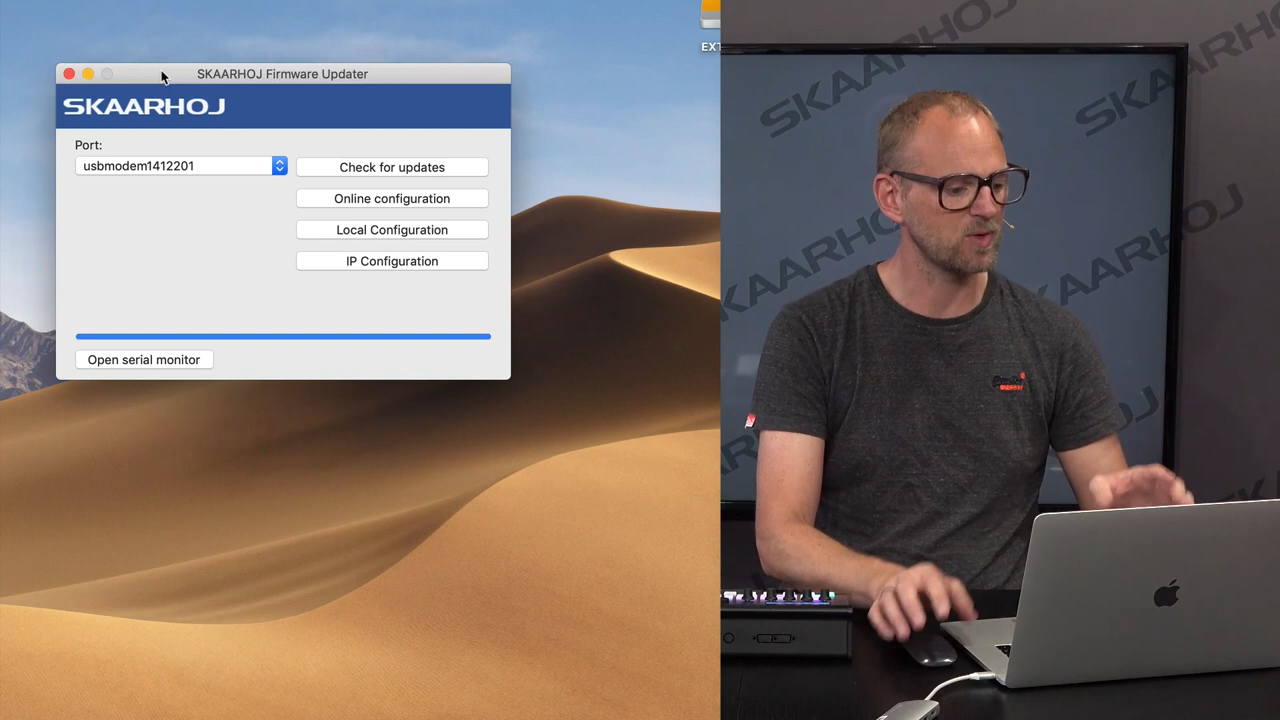 SKAARHOJ Firmware Updater
SKAARHOJ
Port:
usbmodem1412201
Check for updates
Online configuration
Local Configuration
IP Configuration
Open serial monitor
EXT
SKAARHOJ
SKAARHOJ
SKAARHOJ
SKAARHOJ